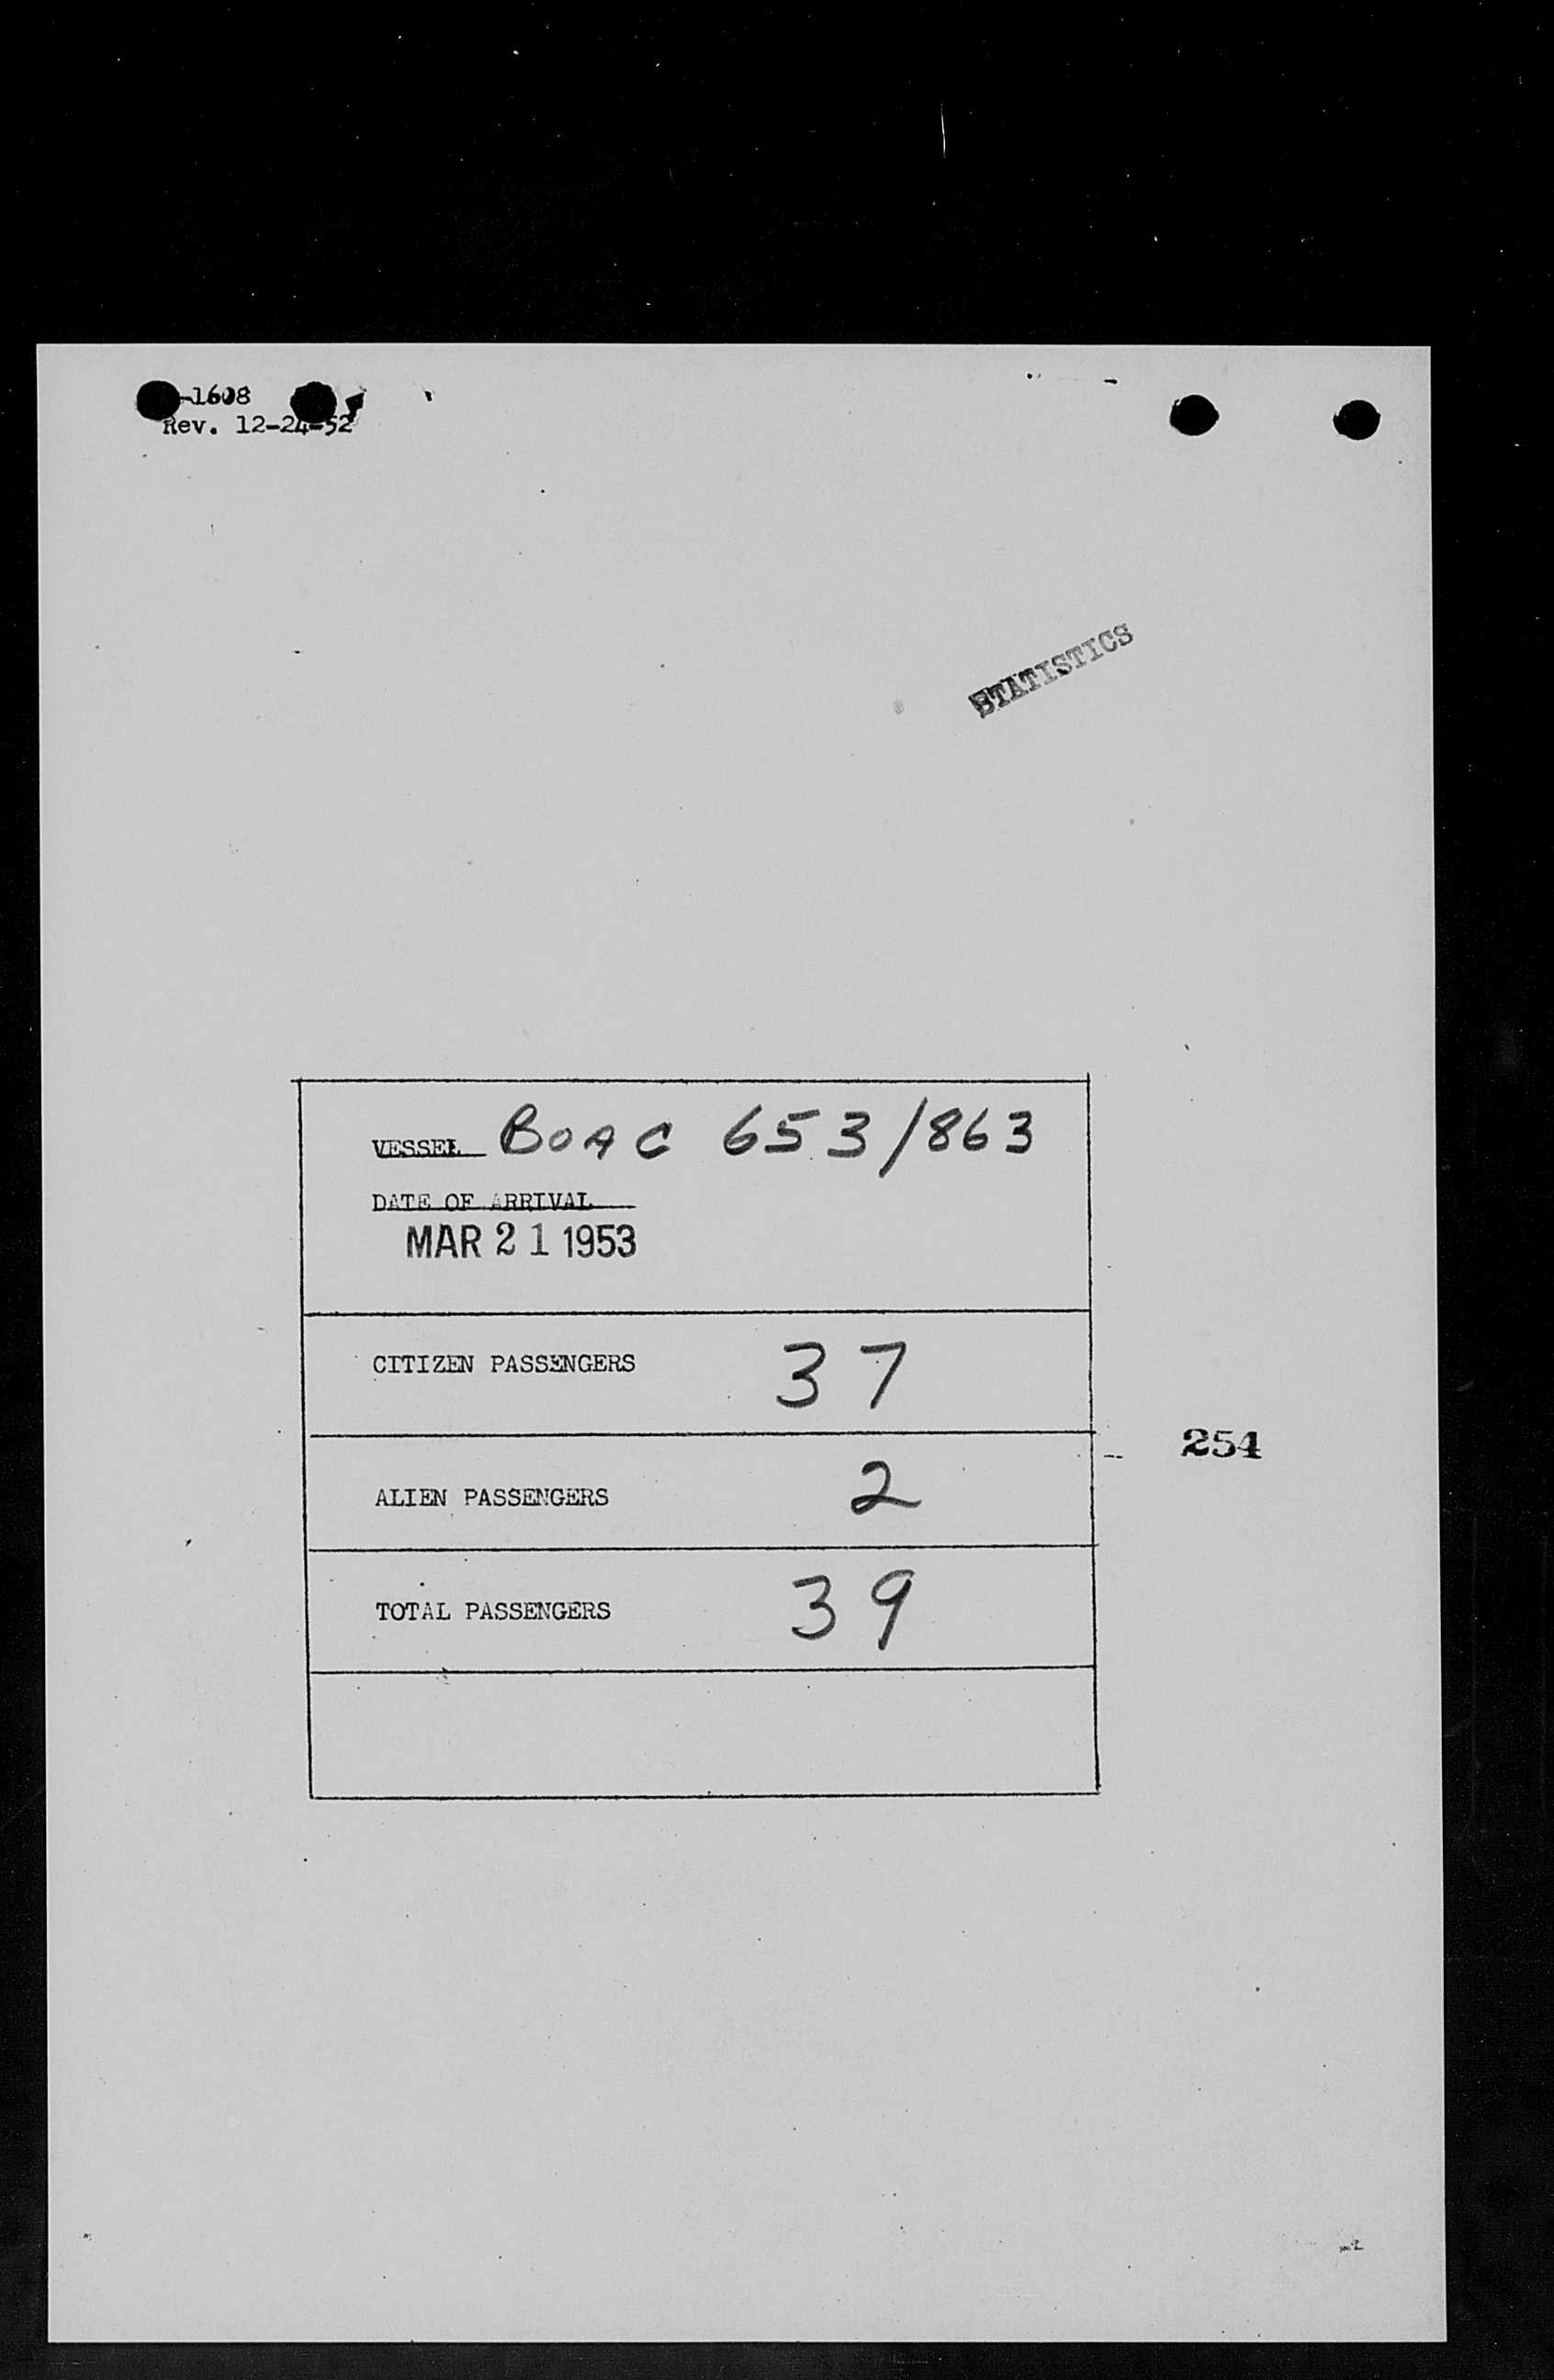 -1608
Rev. 12-24-52
STATISTICS
VESSEL BOAC 653/863
DATE OF ARRIVAL
MAR 21 1953
CITIZEN PASSENGERS 37
254
ALIEN PASSENGERS 2
TOTAL PASSENGERS 39